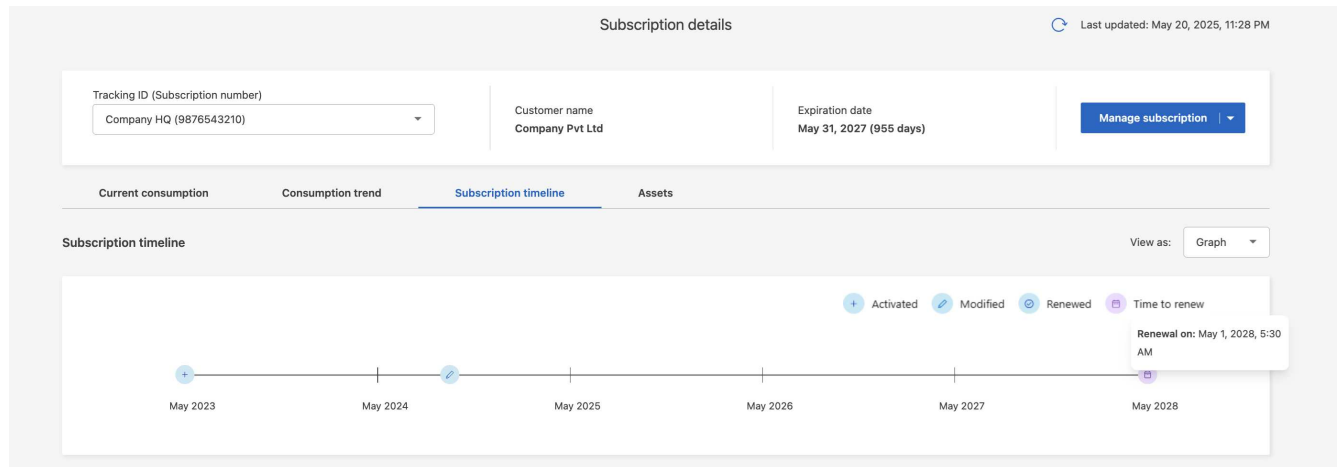 Subscription details
Last updated: May 20, 2025, 11:28 PM
Tracking ID (Subscription number)
Company HQ (9876543210)
Customer name
Company Pvt Ltd
Expiration date
May 31, 2027 (955 days)
Manage subscription
Current consumption
Consumption trend
Subscription timeline
Assets
Subscription timeline
View as:
Graph
Activated
Modified
Renewed
Time to renew
Renewal on: May 1, 2028, 5:30
AM
May 2023
May 2024
May 2025
May 2026
May 2027
May 2028